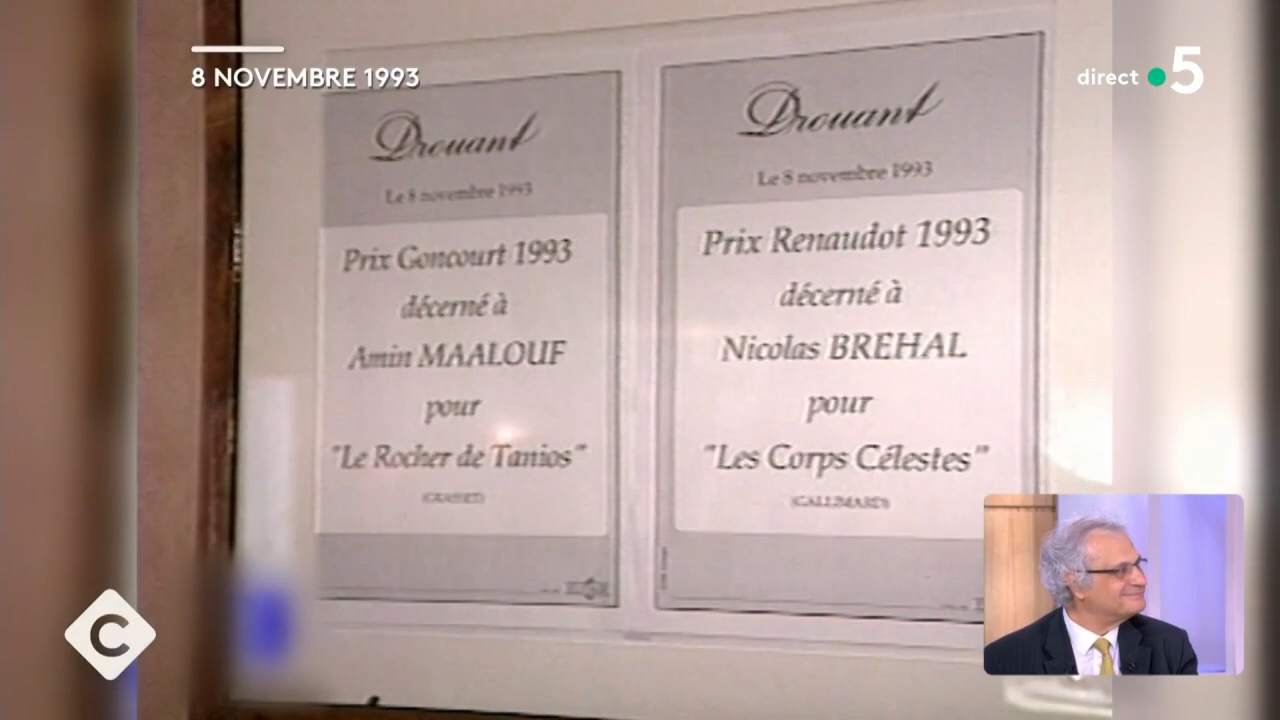 8 NOVEMBRE 1993
direct 5
Drouant
Le 8 novembre 1993
Prix Goncourt 1993
décerné à
Amin MAALOUF
pour
"Le Rocher de Tanios"
(GRASSET)
Drouant
Le 8 novembre 1993
Prix Renaudot 1993
décerné à
Nicolas BREHAL
pour
"Les Corps Célestes"
(GALLIMARD)
C